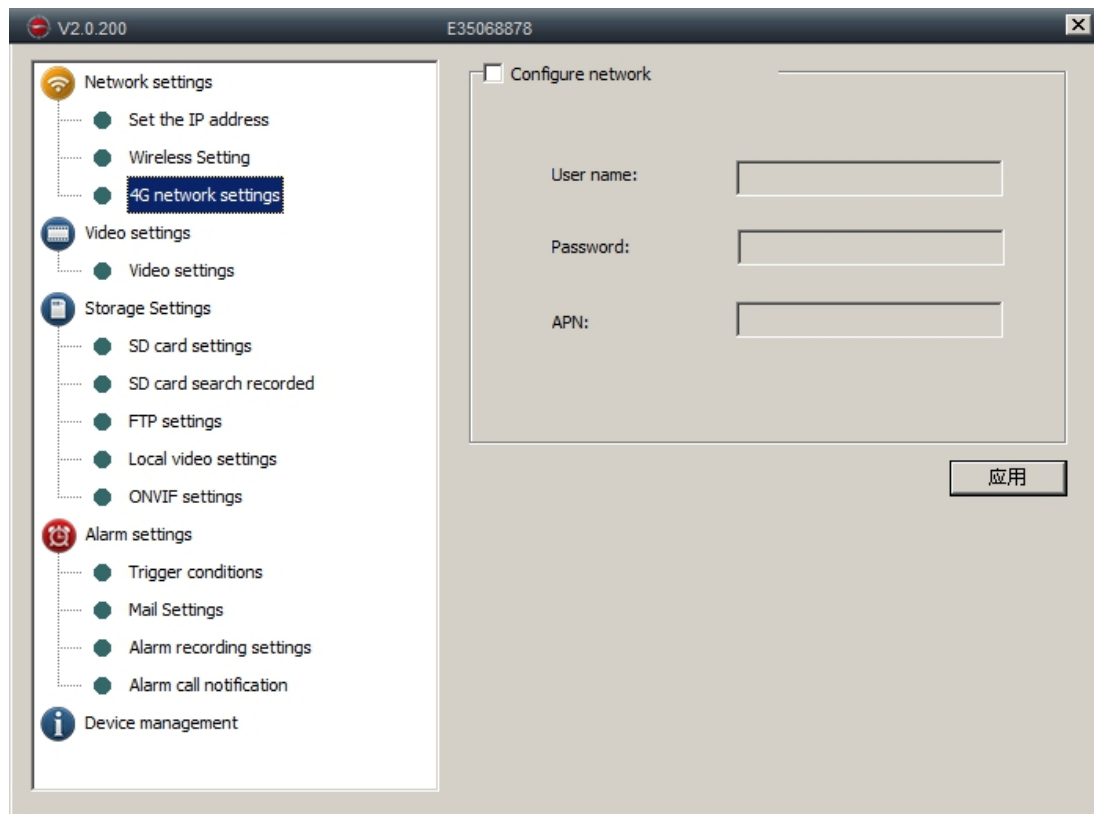 V2.0.200 E35068878
Network settings
Set the IP address
Wireless Setting
4G network settings
Video settings
Video settings
Storage Settings
SD card settings
SD card search recorded
FTP settings
Local video settings
ONVIF settings
Alarm settings
Trigger conditions
Mail Settings
Alarm recording settings
Alarm call notification
Device management
Configure network
User name:
Password:
APN:
应用